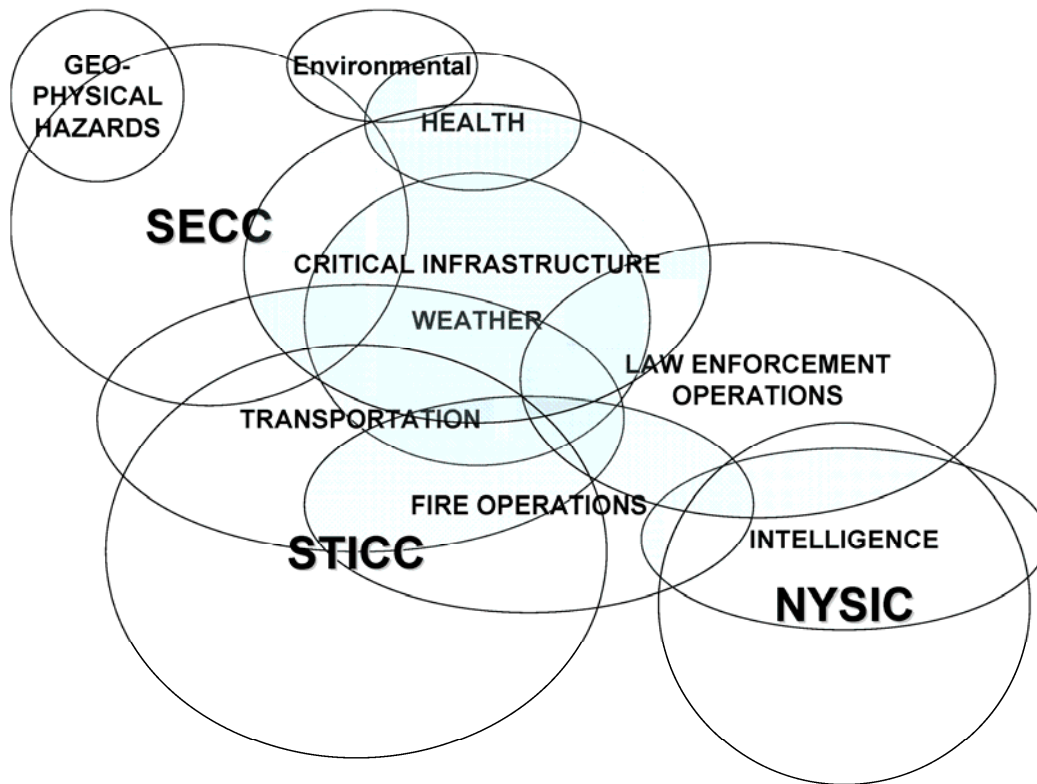 GEO-
PHYSICAL
HAZARDS
Environmental
HEALTH
SECC
CRITICAL INFRASTRUCTURE
WEATHER
LAW ENFORCEMENT
OPERATIONS
TRANSPORTATION
FIRE OPERATIONS
STICC
INTELLIGENCE
NYSIC